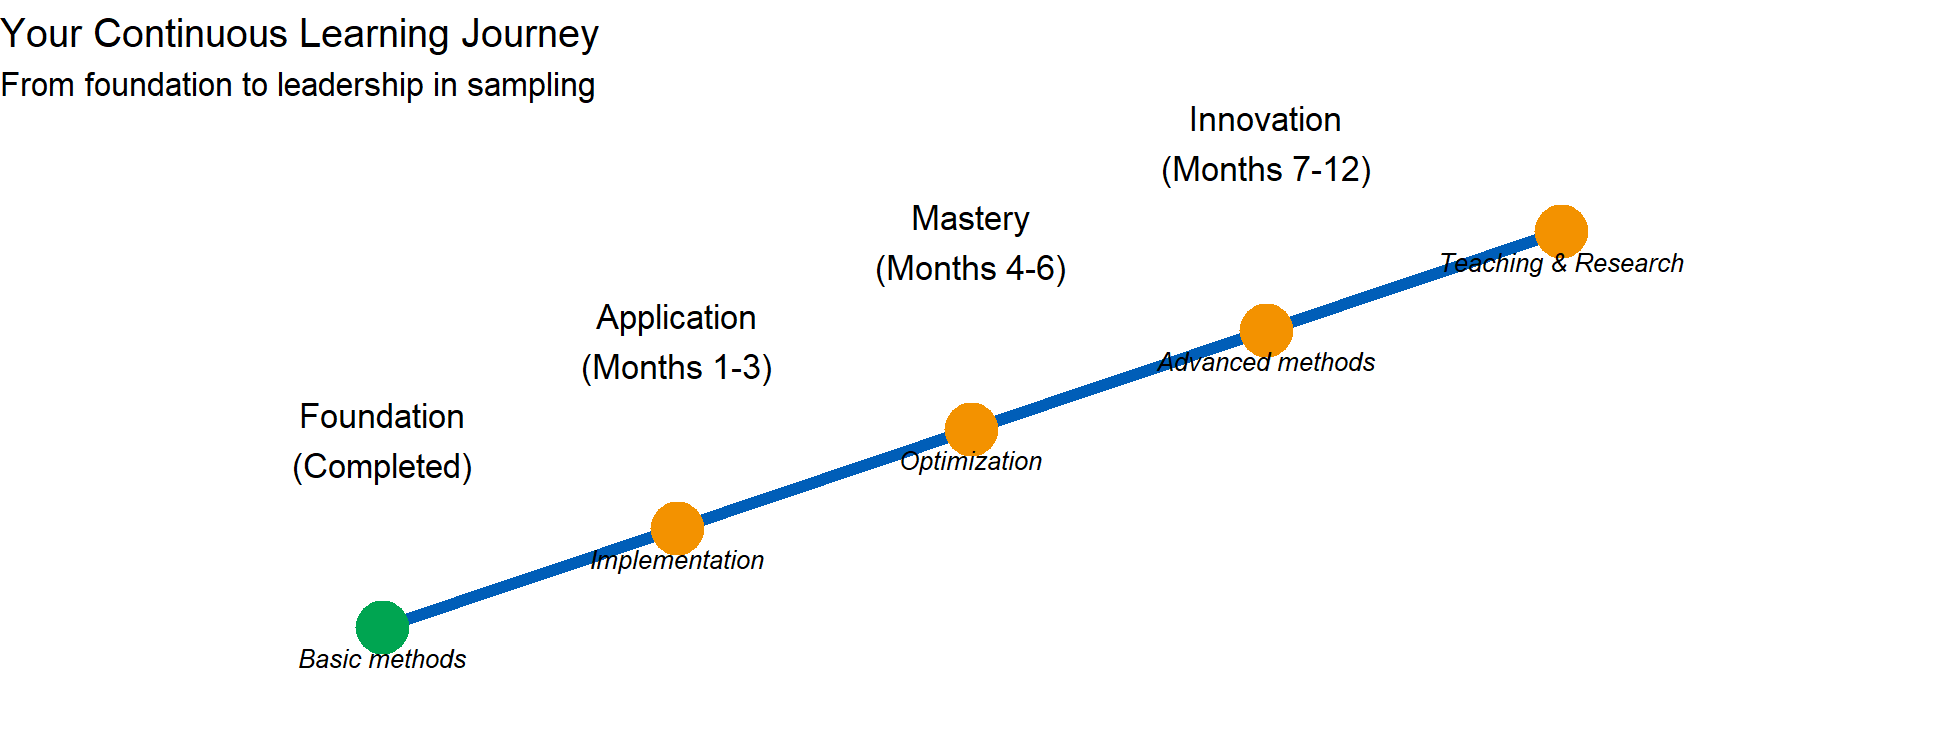 Your Continuous Learning Journey
From foundation to leadership in sampling
Innovation
(Months 7-12)
Mastery
(Months 4-6)
Teaching & Research
Application
(Months 1-3)
Advanced methods
Foundation
(Completed)
Optimization
Implementation
Basic methods